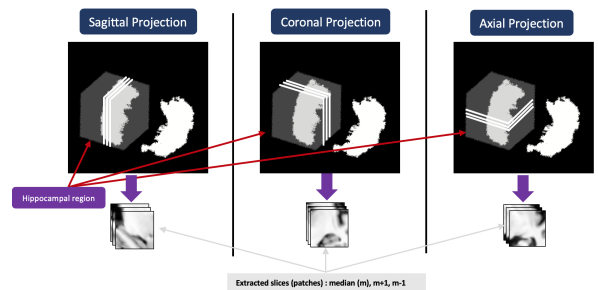 Sagittal Projection
Coronal Projection
Axial Projection
Hippocampal region
Extracted slices (patches) : median (m), m+1, m-1